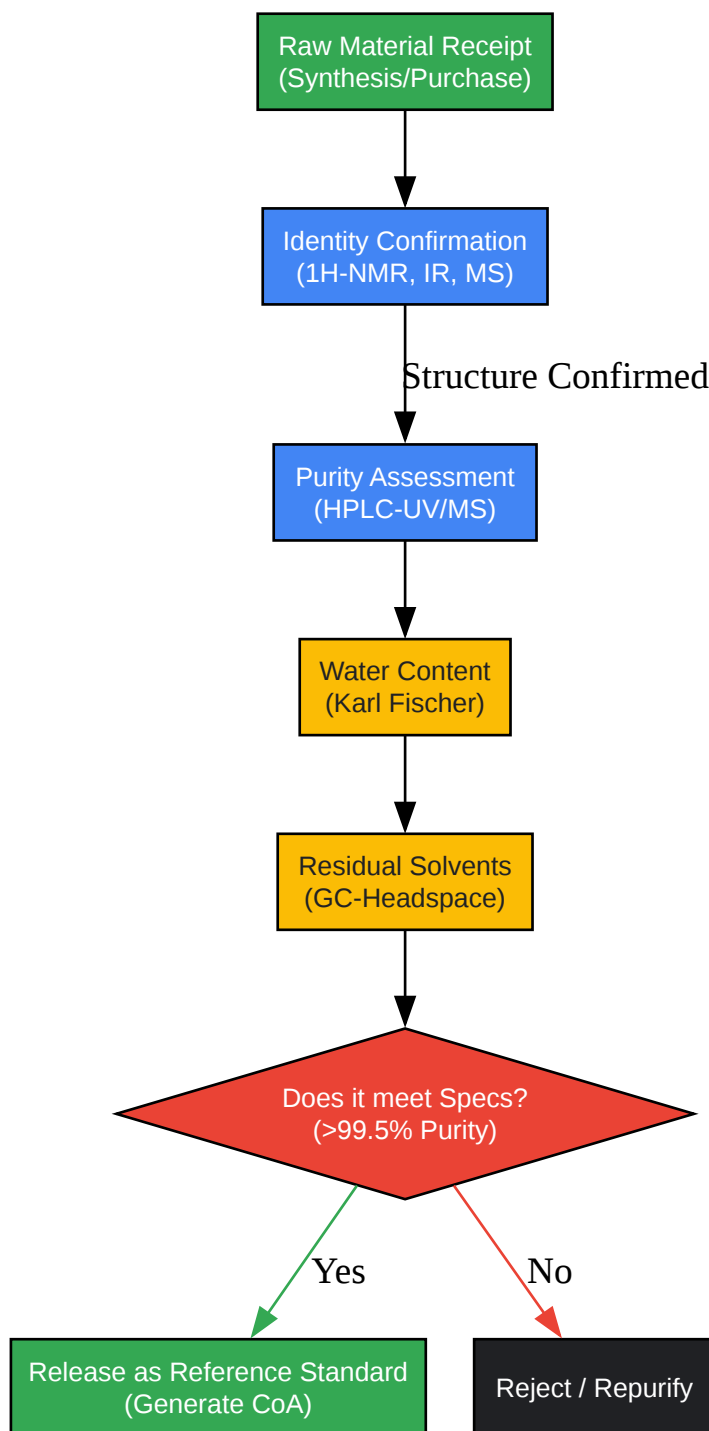 Raw Material Receipt
(Synthesis/Purchase)
Identity Confirmation
(1H-NMR, IR, MS)
Structure Confirmed
Purity Assessment
(HPLC-UV/MS)
Water Content
(Karl Fischer)
Residual Solvents
(GC-Headspace)
Does it meet Specs?
(>99.5% Purity)
Yes
No
Release as Reference Standard
(Generate CoA)
Reject / Repurify